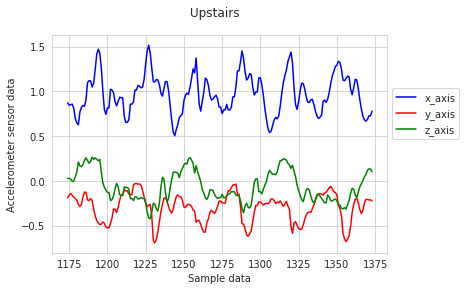 Upstairs
Accelerometer sensor data
1.5
1.0
0.5
0.0
−0.5
1175 1200 1225 1250 1275 1300 1325 1350 1375
Sample data
x_axis
y_axis
z_axis